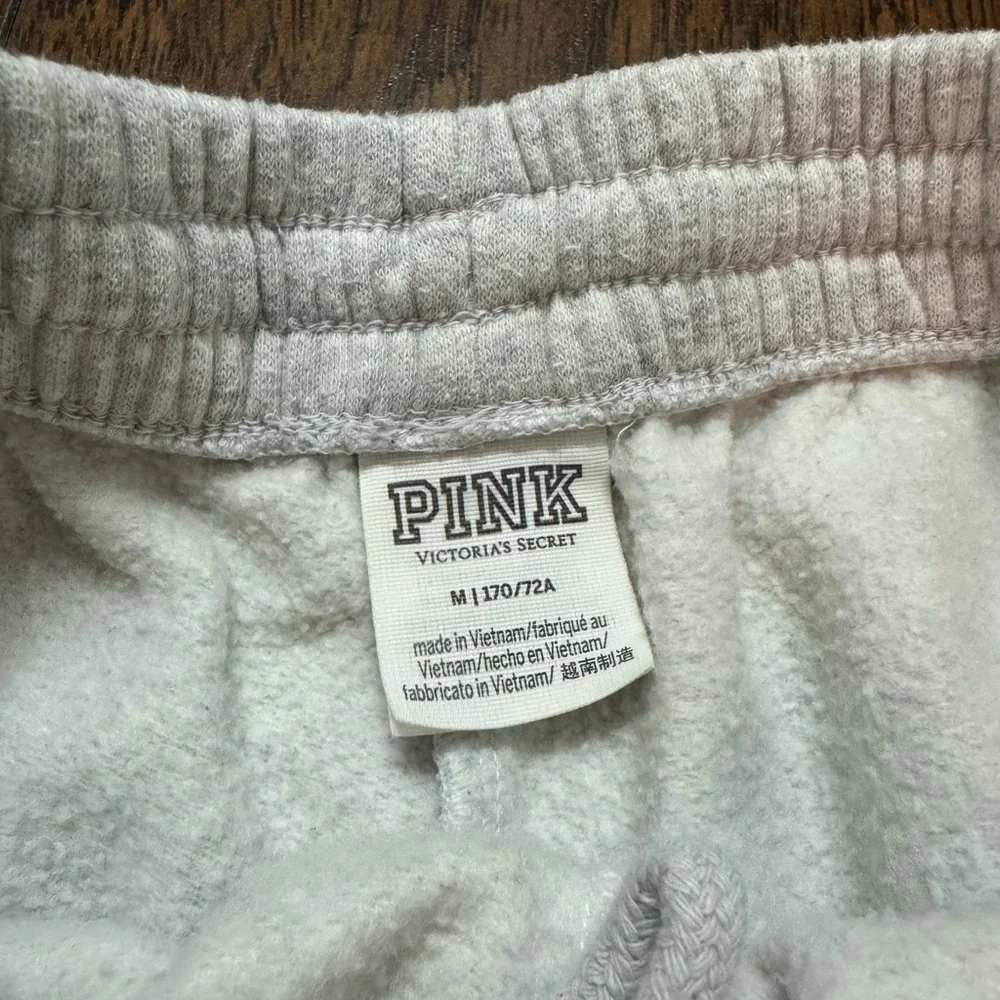 PINK
VICTORIA'S SECRET
M | 170/72A
made in Vietnam/fabriqué au
Vietnam/hecho en Vietnam/
fabbricato in Vietnam/ 越南制造